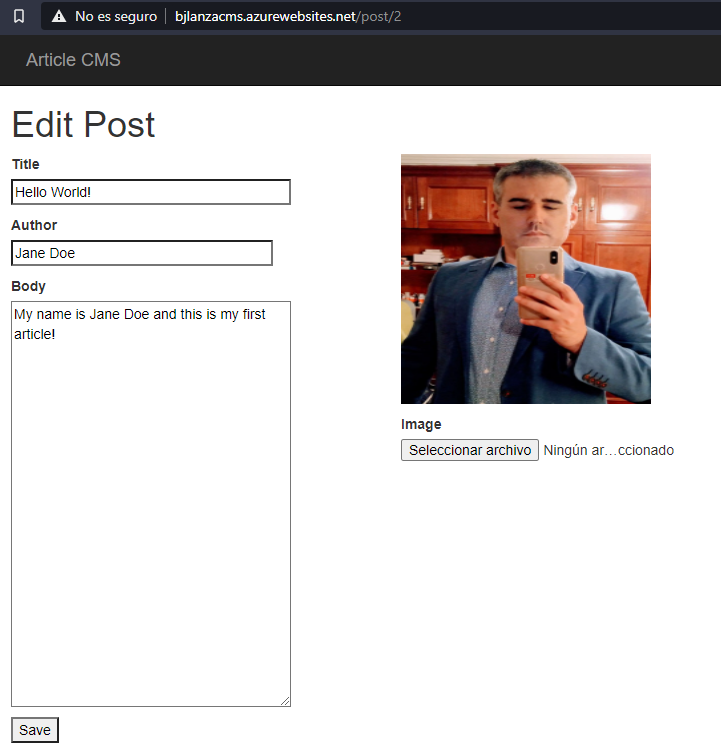 No es seguro bjlanzacms.azurewebsites.net/post/2
Article CMS
Edit Post
Title
Hello World!
Author
Jane Doe
Body
My name is Jane Doe and this is my first
article!
Image
Seleccionar archivo Ningún ar…ccionado
Save